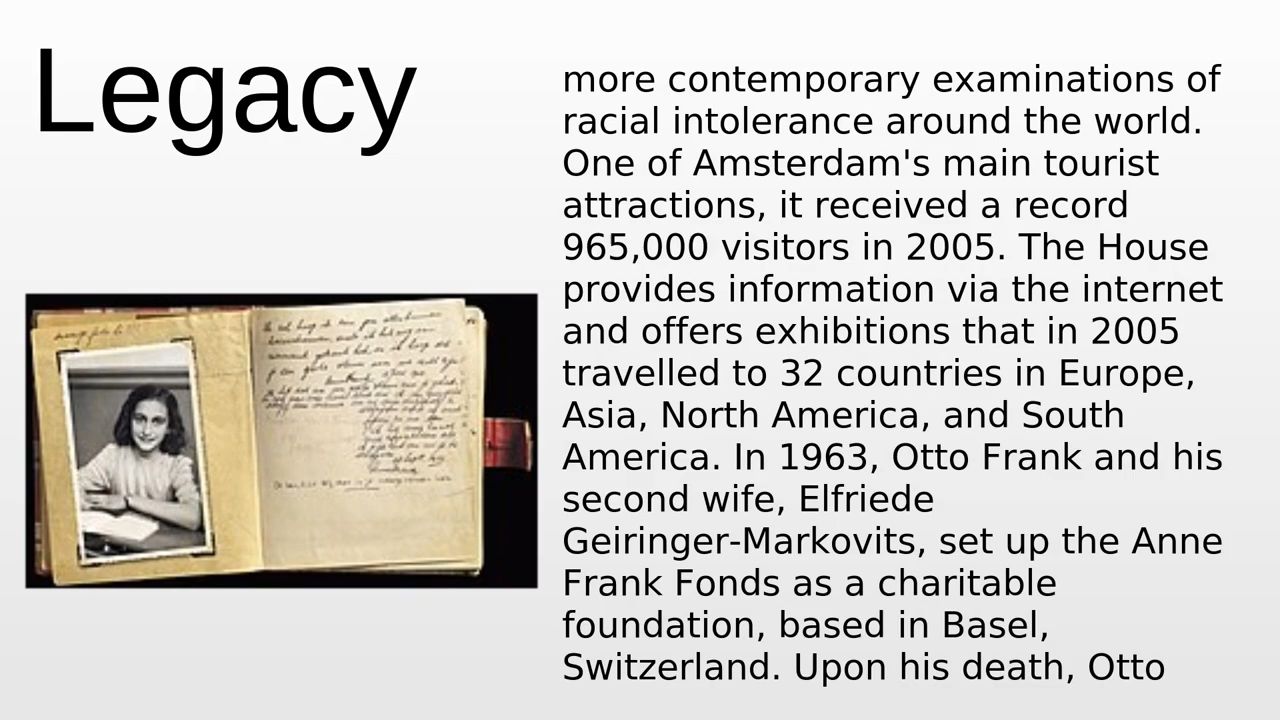 Legacy
more contemporary examinations of
racial intolerance around the world.
One of Amsterdam's main tourist
attractions, it received a record
965,000 visitors in 2005. The House
provides information via the internet
and offers exhibitions that in 2005
travelled to 32 countries in Europe,
Asia, North America, and South
America. In 1963, Otto Frank and his
second wife, Elfriede
Geiringer-Markovits, set up the Anne
Frank Fonds as a charitable
foundation, based in Basel,
Switzerland. Upon his death, Otto